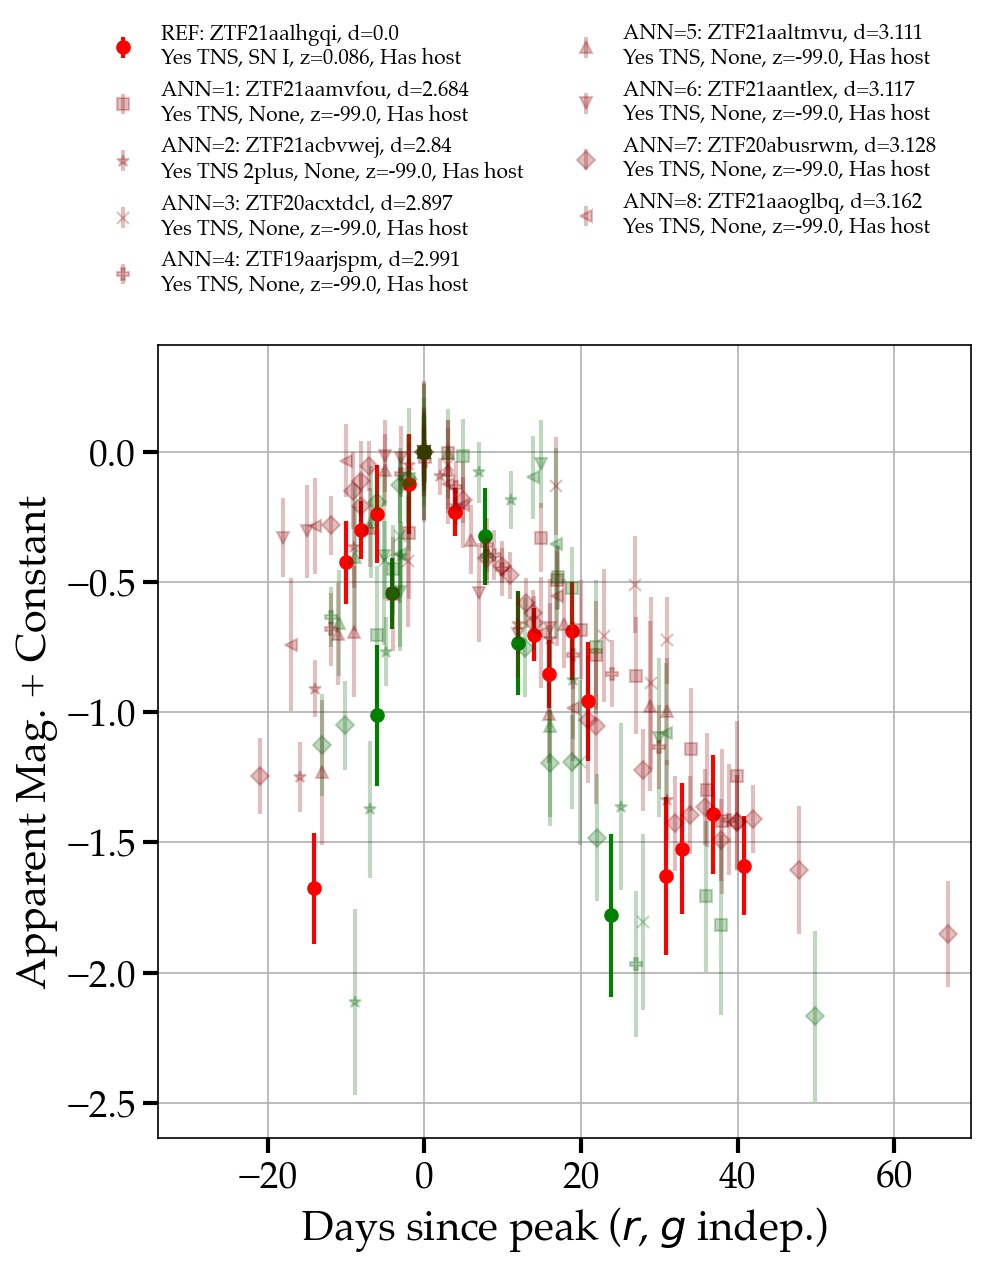 REF: ZTF21aalhgqi, d=0.0
Yes TNS, SN I, z=0.086, Has host
ANN=1: ZTF21aamvfou, d=2.684
Yes TNS, None, z=-99.0, Has host
ANN=2: ZTF21acbvwej, d=2.84
Yes TNS 2plus, None, z=-99.0, Has host
ANN=3: ZTF20acxtdcl, d=2.897
Yes TNS, None, z=-99.0, Has host
ANN=4: ZTF19aarjspm, d=2.991
Yes TNS, None, z=-99.0, Has host
ANN=5: ZTF21aaltmvu, d=3.111
Yes TNS, None, z=-99.0, Has host
ANN=6: ZTF21aantlex, d=3.117
Yes TNS, None, z=-99.0, Has host
ANN=7: ZTF20abusrwm, d=3.128
Yes TNS, None, z=-99.0, Has host
ANN=8: ZTF21aaoglbq, d=3.162
Yes TNS, None, z=-99.0, Has host
Apparent Mag. + Constant
0.0
−0.5
−1.0
−1.5
−2.0
−2.5
−20 0 20 40 60
Days since peak (r, g indep.)